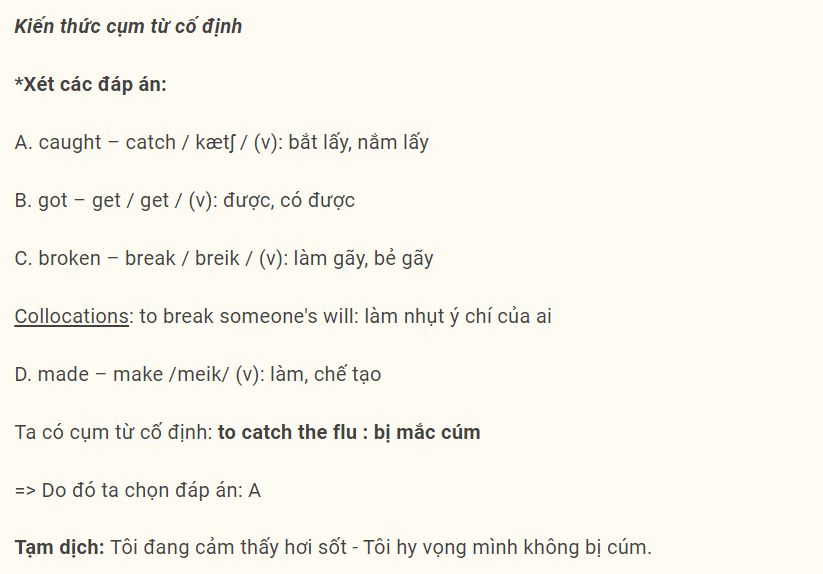 Kiến thức cụm từ cố định
*Xét các đáp án:
A. caught – catch / kætʃ / (v): bắt lấy, nắm lấy
B. got – get / get / (v): được, có được
C. broken – break / breik / (v): làm gãy, bẻ gãy
Collocations: to break someone's will: làm nhụt ý chí của ai
D. made – make /meik/ (v): làm, chế tạo
Ta có cụm từ cố định: to catch the flu : bị mắc cúm
=> Do đó ta chọn đáp án: A
Tạm dịch: Tôi đang cảm thấy hơi sốt - Tôi hy vọng mình không bị cúm.